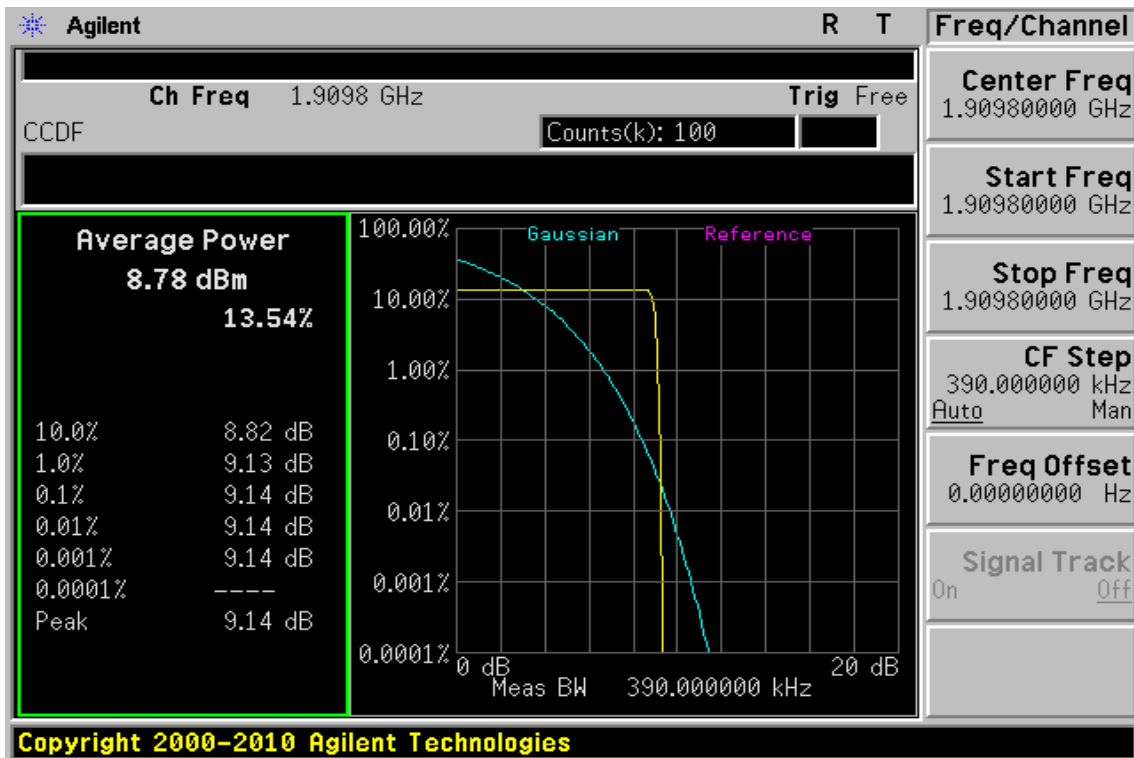 Agilent R T Freq/Channel
Ch Freq 1.9098 GHz Trig Free
CCDF Counts(k): 100
Average Power
8.78 dBm
13.54%
10.0% 8.82 dB
1.0% 9.13 dB
0.1% 9.14 dB
0.01% 9.14 dB
0.001% 9.14 dB
0.0001% ----
Peak 9.14 dB
Gaussian Reference
100.00%
10.00%
1.00%
0.10%
0.01%
0.001%
0.0001%
0 dB 20 dB
Meas BW 390.000000 kHz
Center Freq
1.90980000 GHz
Start Freq
1.90980000 GHz
Stop Freq
1.90980000 GHz
CF Step
390.000000 kHz
Auto Man
Freq Offset
0.00000000 Hz
Signal Track
On Off
Copyright 2000-2010 Agilent Technologies